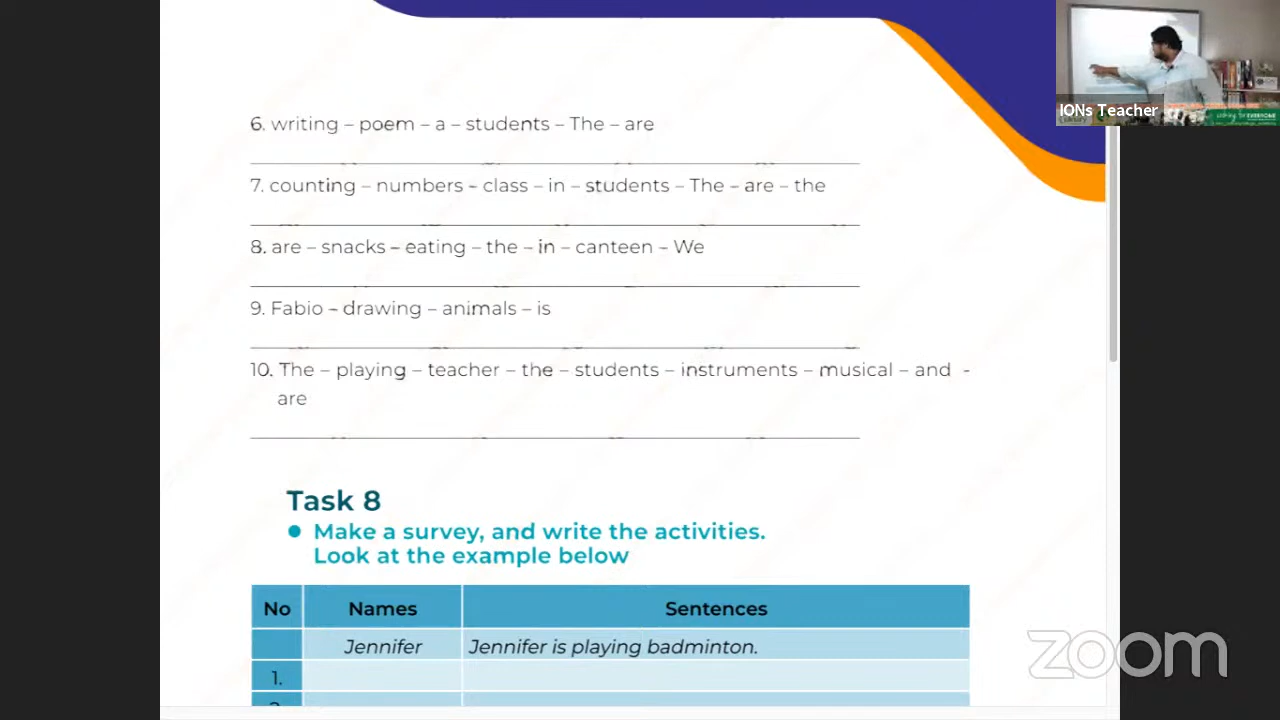 6. writing – poem – a – students – The – are
7. counting – numbers – class – in – students – The – are – the
8. are – snacks – eating – the – in – canteen – We
9. Fabio – drawing – animals – is
10. The – playing – teacher – the – students – instruments – musical – and -
are
Task 8
Make a survey, and write the activities.
Look at the example below
No Names Sentences
Jennifer Jennifer is playing badminton.
1.
IONs Teacher
zoom